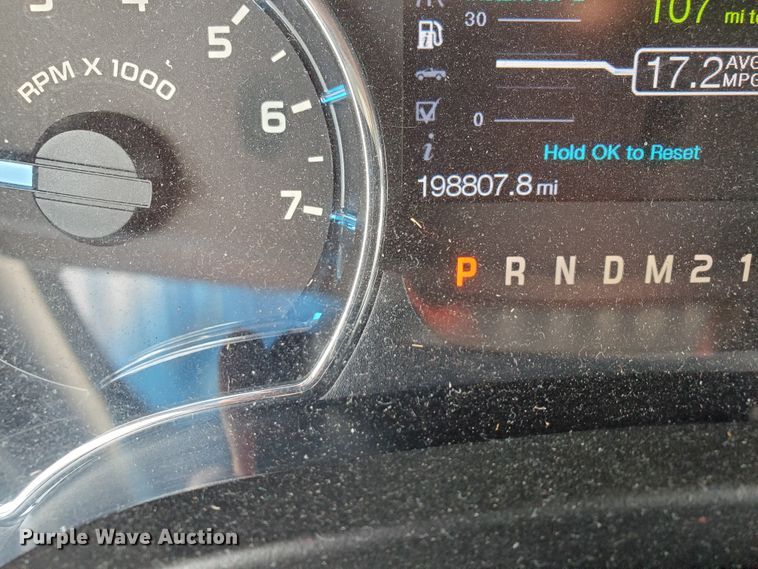 5
RPM X 1000
6
7
30
107 mi to
17.2 AVG MPG
0
i
Hold OK to Reset
198807.8 mi
P R N D M 2 1
Purple Wave Auction